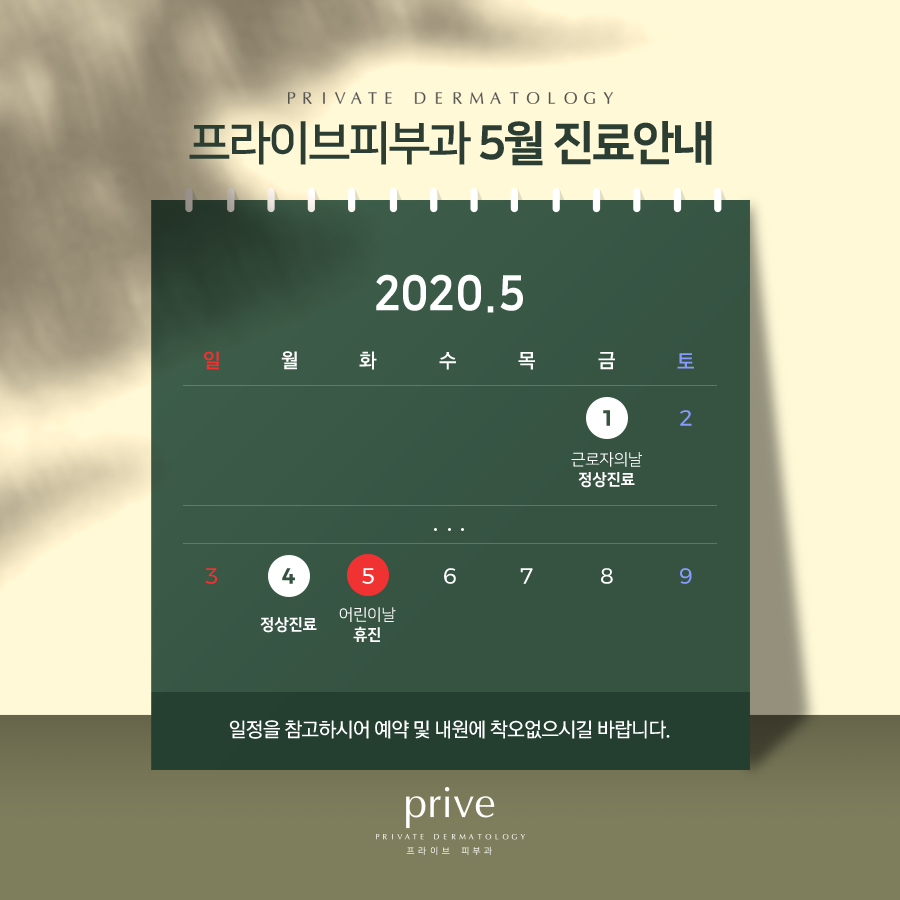 PRIVATE DERMATOLOGY
프라이브피부과 5월 진료안내
2020.5
일 월 화 수 목 금 토
1 2
근로자의날
정상진료
...
3 4 5 6 7 8 9
정상진료 어린이날
휴진
일정을 참고하시어 예약 및 내원에 착오없으시길 바랍니다.
prive
PRIVATE DERMATOLOGY
프라이브 피부과